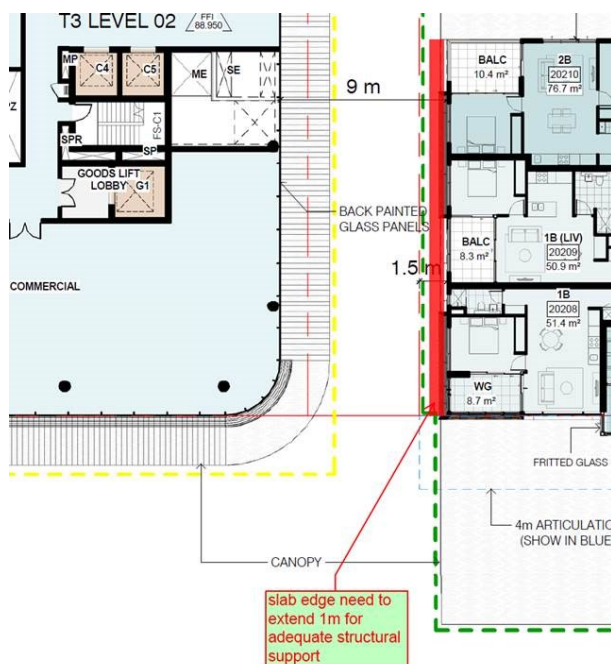 T3 LEVEL 02
FFI
88.950
MP
C4
C5
ME
SE
PZ
FS-C1
X
SPR
SP
GOODS LIFT
LOBBY
G1
COMMERCIAL
9 m
BACK PAINTED
GLASS PANELS
1.5 m
BALC
10.4 m²
2B
20210
76.7 m²
BALC
8.3 m²
1B (LIV)
20209
50.9 m²
1B
20208
51.4 m²
WG
8.7 m²
FRITTED GLASS
4m ARTICULATIO
(SHOW IN BLUE
CANOPY
slab edge need to
extend 1m for
adequate structural
support